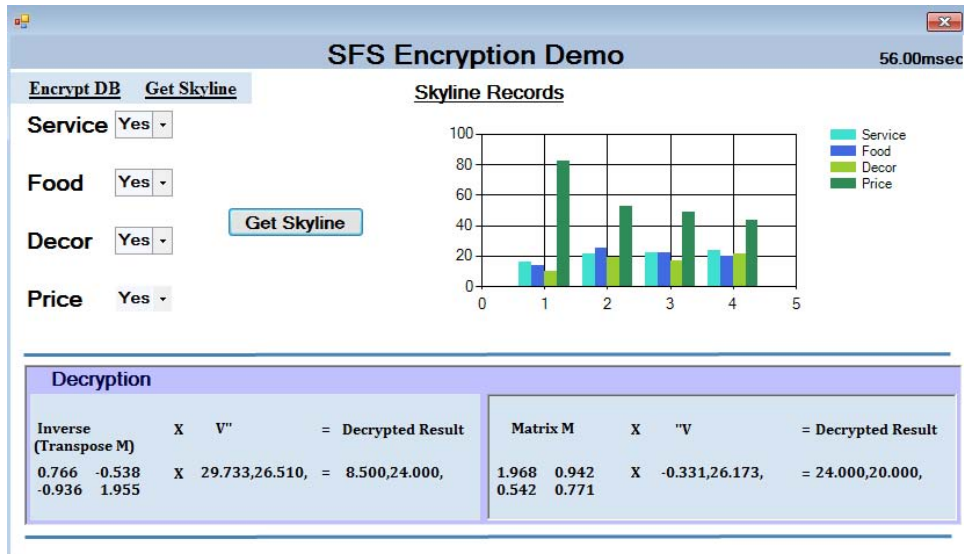 SFS Encryption Demo
56.00msec
Encrypt DB Get Skyline
Skyline Records
Service Yes
Food Yes
Decor Yes
Price Yes
Get Skyline
100
80
60
40
20
0
0 1 2 3 4 5
Service
Food
Decor
Price
Decryption
Inverse X V" = Decrypted Result
(Transpose M)
0.766 -0.538 X 29.733,26.510, = 8.500,24.000,
-0.936 1.955
Matrix M X "V = Decrypted Result
1.968 0.942 X -0.331,26.173, = 24.000,20.000,
0.542 0.771